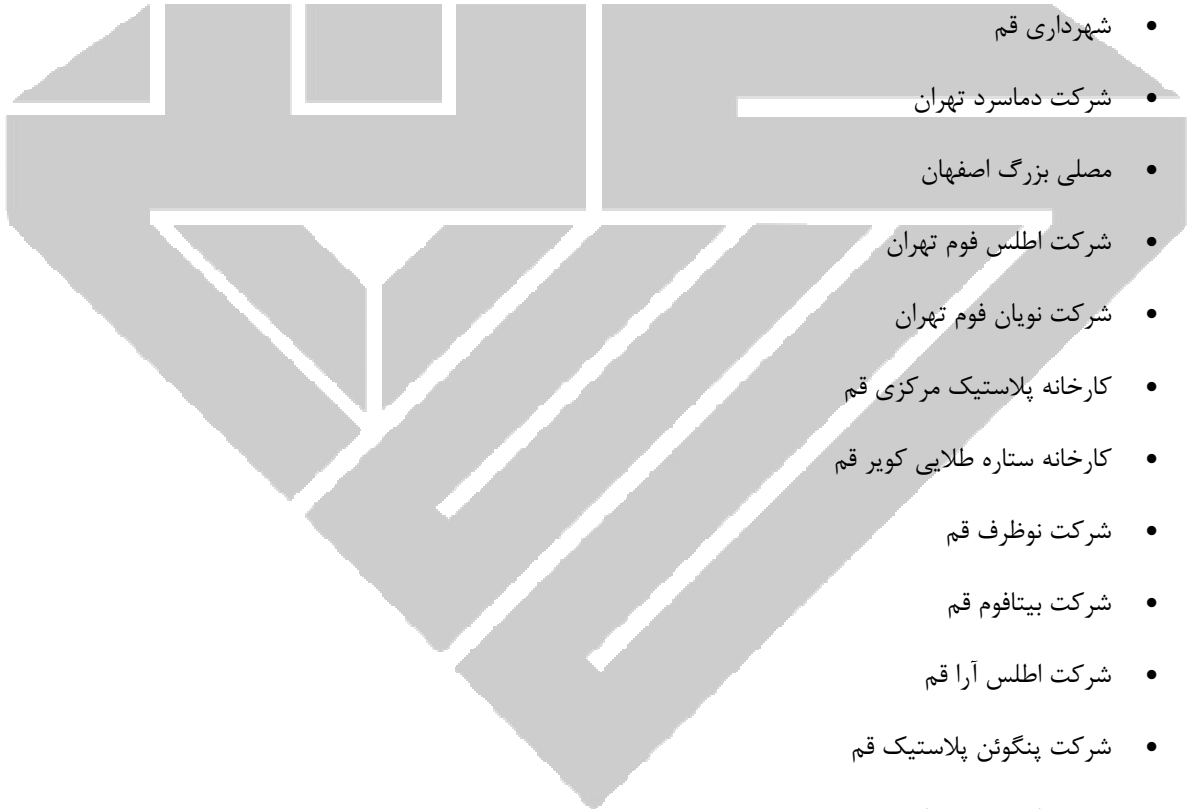 • شهرداری قم
• شرکت دماسرد تهران
• مصلی بزرگ اصفهان
• شرکت اطلس فوم تهران
• شرکت نویان فوم تهران
• کارخانه پلاستیک مرکزی قم
• کارخانه ستاره طلایی کویر قم
• شرکت نوظرف قم
• شرکت بیتافوم قم
• شرکت اطلس آرا قم
• شرکت پنگوئن پلاستیک قم